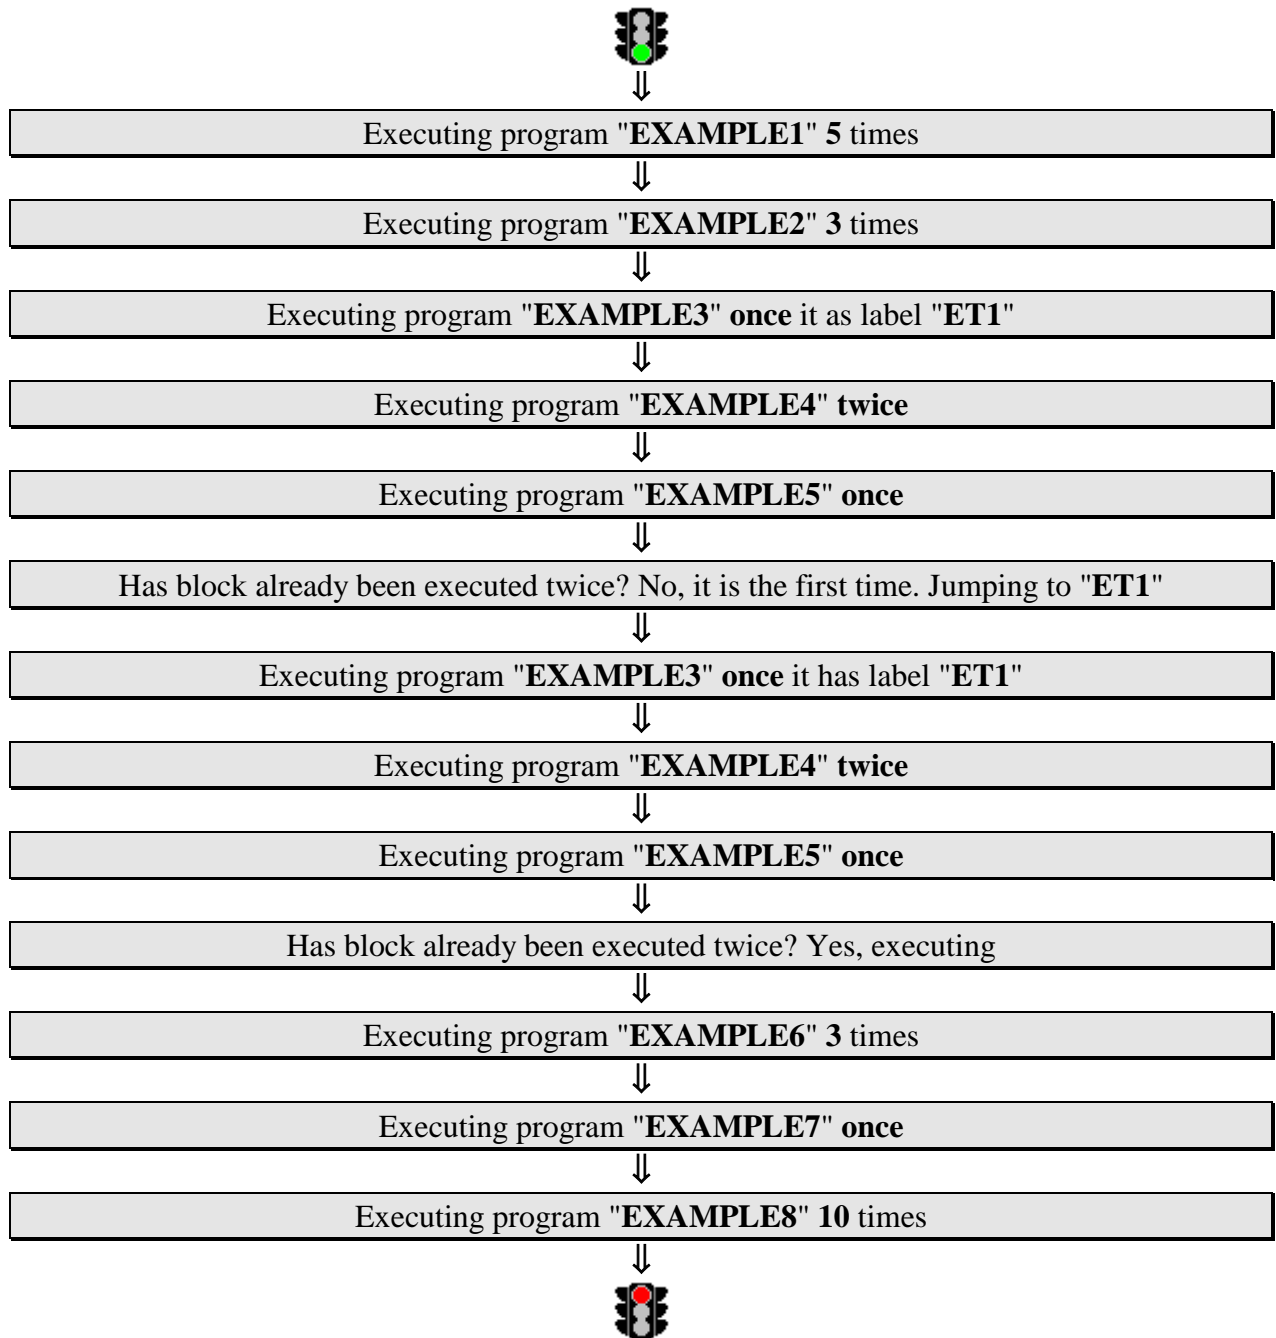 Executing program "EXAMPLE1" 5 times
Executing program "EXAMPLE2" 3 times
Executing program "EXAMPLE3" once it as label "ET1"
Executing program "EXAMPLE4" twice
Executing program "EXAMPLE5" once
Has block already been executed twice? No, it is the first time. Jumping to "ET1"
Executing program "EXAMPLE3" once it has label "ET1"
Executing program "EXAMPLE4" twice
Executing program "EXAMPLE5" once
Has block already been executed twice? Yes, executing
Executing program "EXAMPLE6" 3 times
Executing program "EXAMPLE7" once
Executing program "EXAMPLE8" 10 times